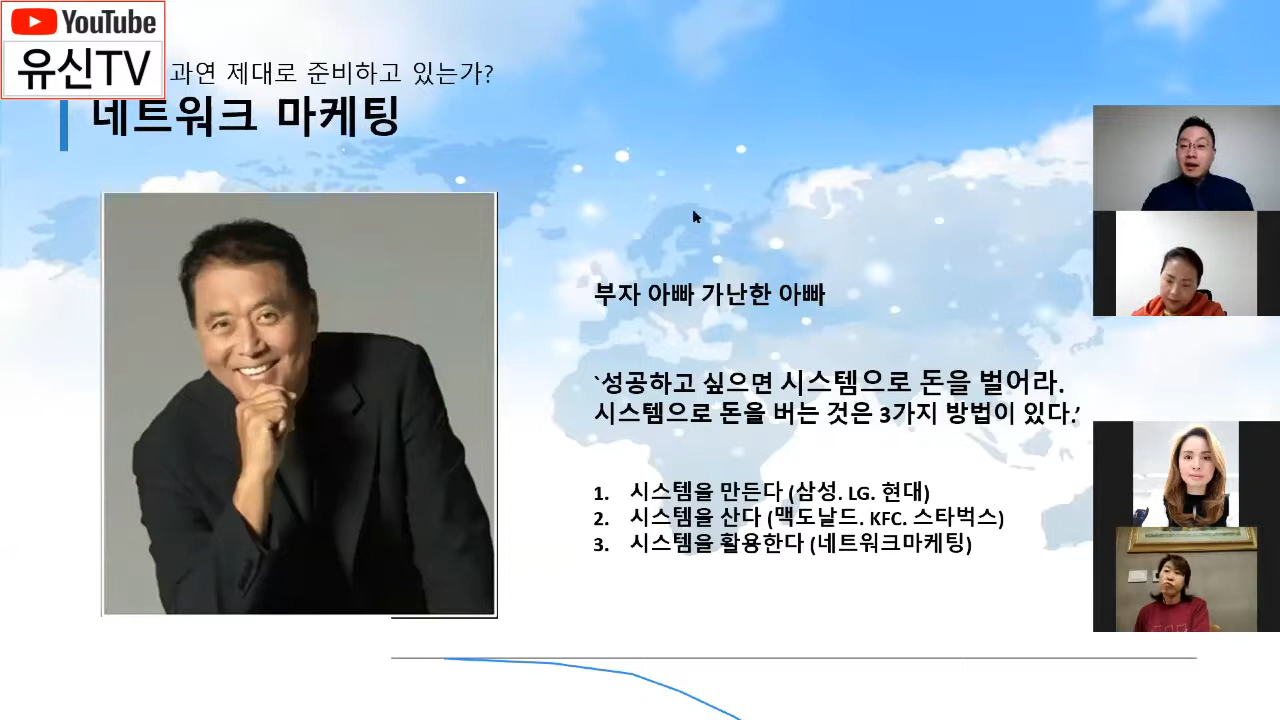 YouTube
유신TV
과연 제대로 준비하고 있는가?
네트워크 마케팅
부자 아빠 가난한 아빠
`성공하고 싶으면 시스템으로 돈을 벌어라.
시스템으로 돈을 버는 것은 3가지 방법이 있다.’
1. 시스템을 만든다 (삼성. LG. 현대)
2. 시스템을 산다 (맥도날드. KFC. 스타벅스)
3. 시스템을 활용한다 (네트워크마케팅)